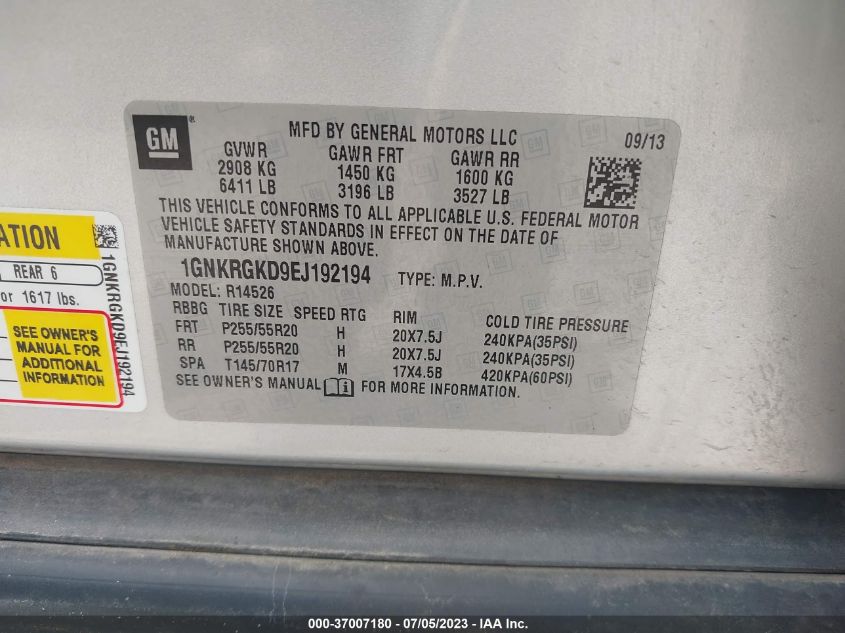 GM
MFD BY GENERAL MOTORS LLC
09/13
GVWR GAWR FRT GAWR RR
2908 KG 1450 KG 1600 KG
6411 LB 3196 LB 3527 LB
THIS VEHICLE CONFORMS TO ALL APPLICABLE U.S. FEDERAL MOTOR
VEHICLE SAFETY STANDARDS IN EFFECT ON THE DATE OF
MANUFACTURE SHOWN ABOVE.
1GNKRGKD9EJ192194 TYPE: M.P.V.
MODEL: R14526
RBBG TIRE SIZE SPEED RTG RIM COLD TIRE PRESSURE
FRT P255/55R20 H 20X7.5J 240KPA(35PSI)
RR P255/55R20 H 20X7.5J 240KPA(35PSI)
SPA T145/70R17 M 17X4.5B 420KPA(60PSI)
SEE OWNER'S MANUAL i FOR MORE INFORMATION.
ATION
REAR 6
or 1617 lbs.
SEE OWNER'S
MANUAL FOR
ADDITIONAL
INFORMATION
1GNKRGKD9EJ192194
000-37007180 - 07/05/2023 - IAA Inc.